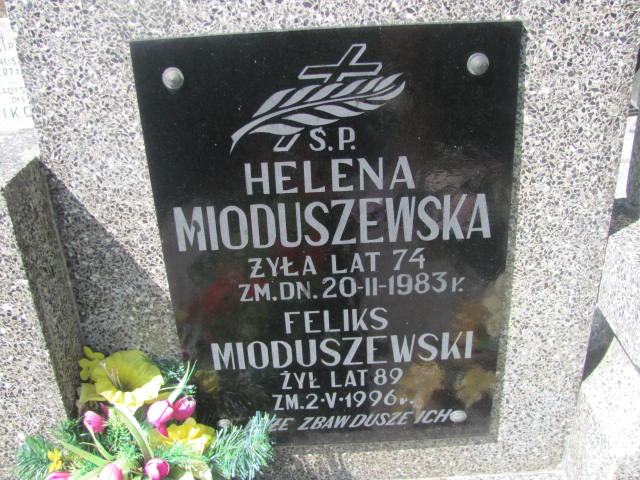 Ś.P.
HELENA
MIODUSZEWSKA
ŻYŁA LAT 74
ZM. DN. 20-II-1983 r.
FELIKS
MIODUSZEWSKI
ŻYŁ LAT 89
ZM. 2-V-1996 r.
ZBAW DUSZE ICH